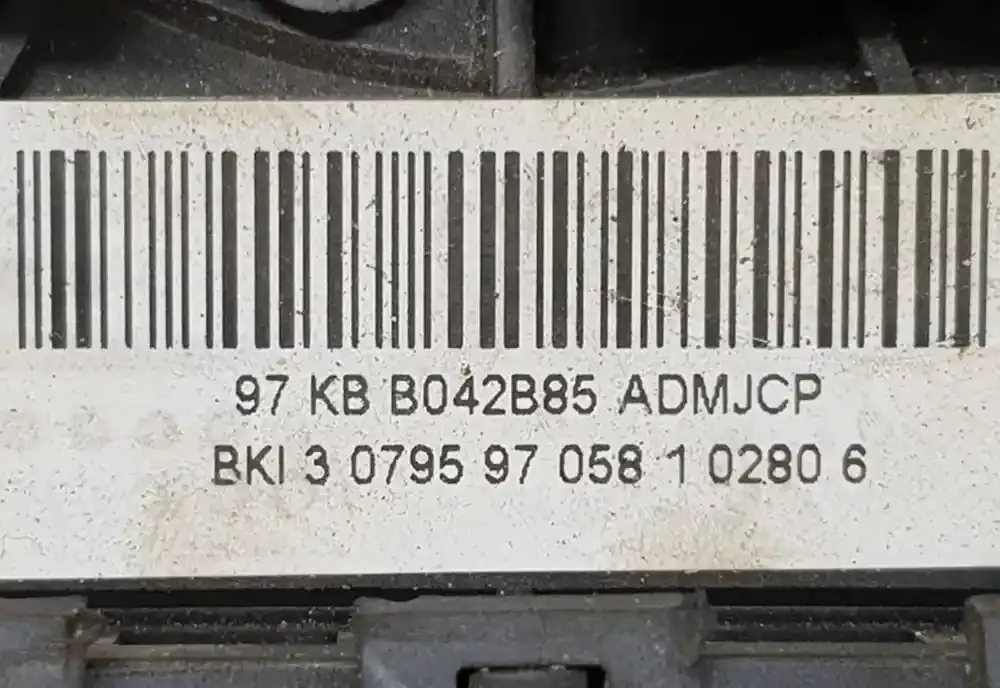 97 KB B042B85 ADMJCP
BKI 3 0795 97 058 1 0280 6